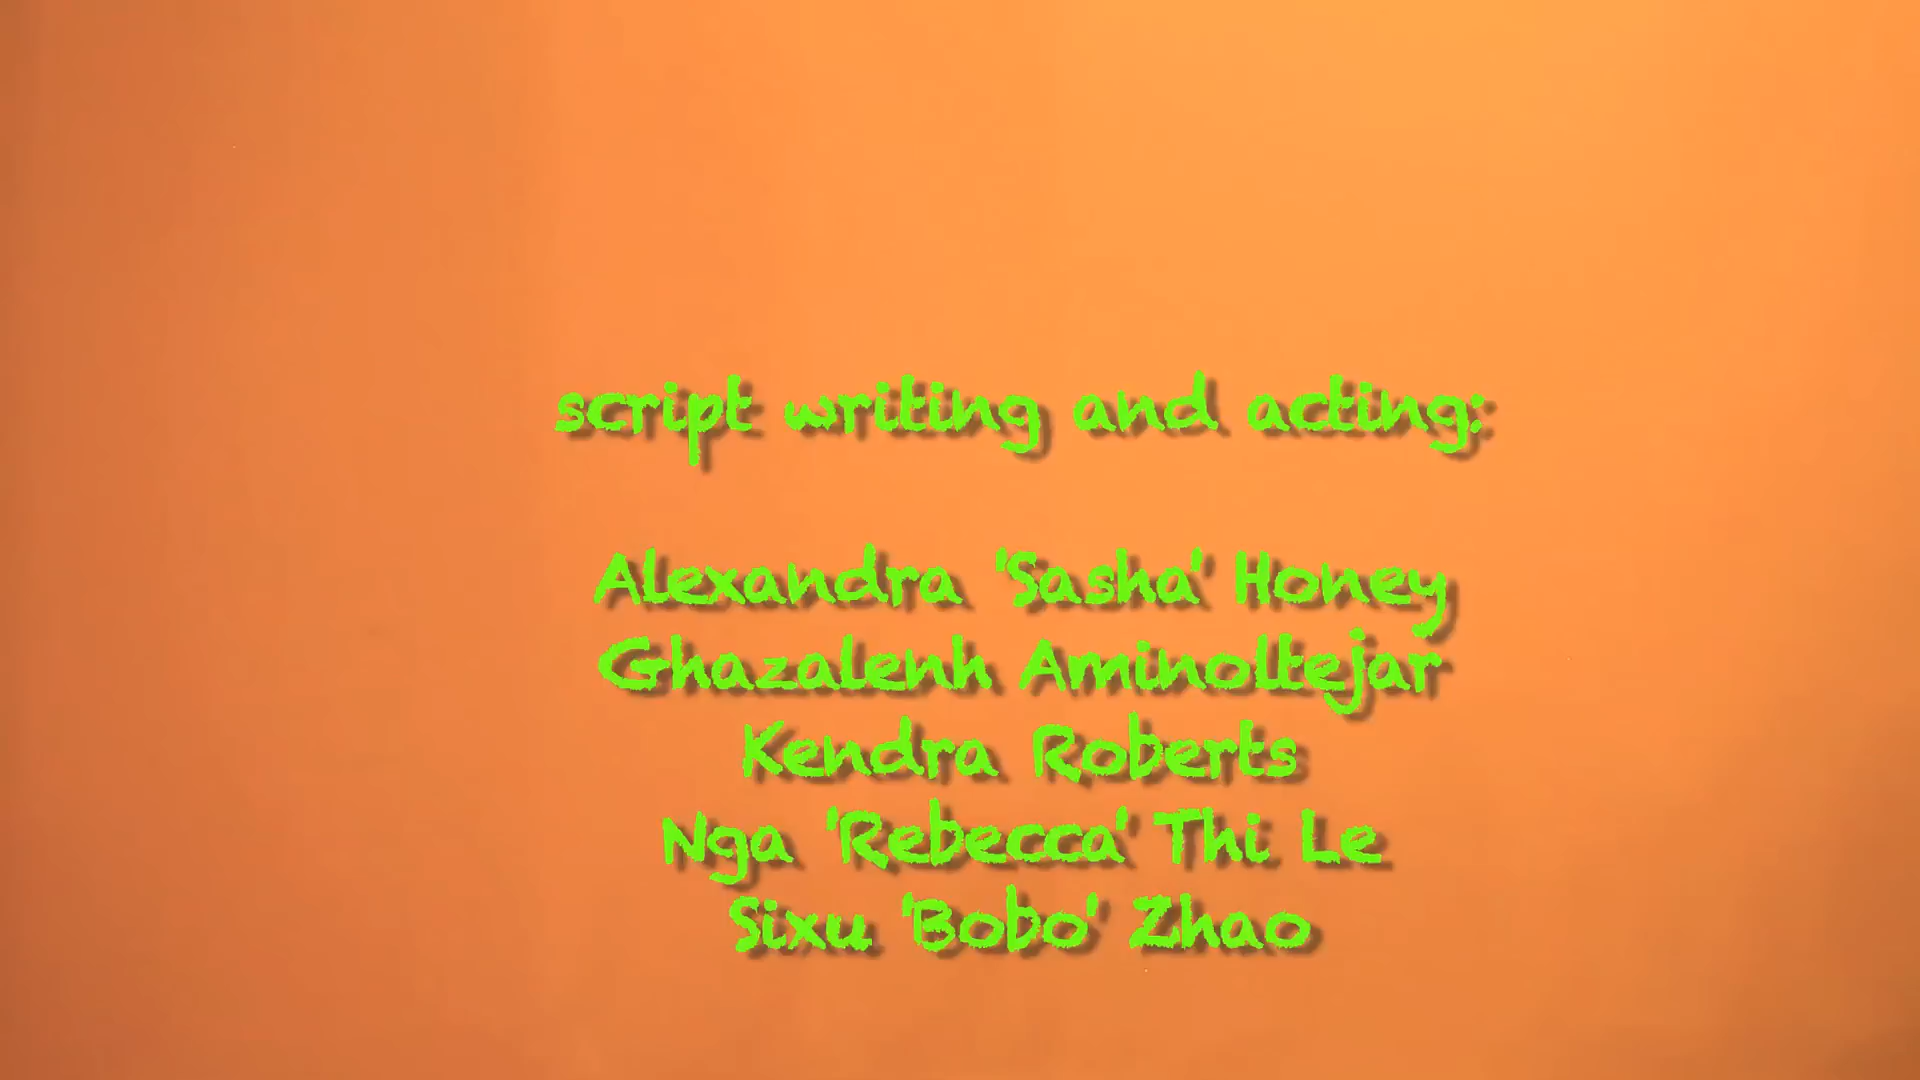 script writing and acting:
Alexandra 'Sasha' Honey
Ghazalenh Aminoltejar
Kendra Roberts
Nga 'Rebecca' Thi Le
Sixu 'Bobo' Zhao